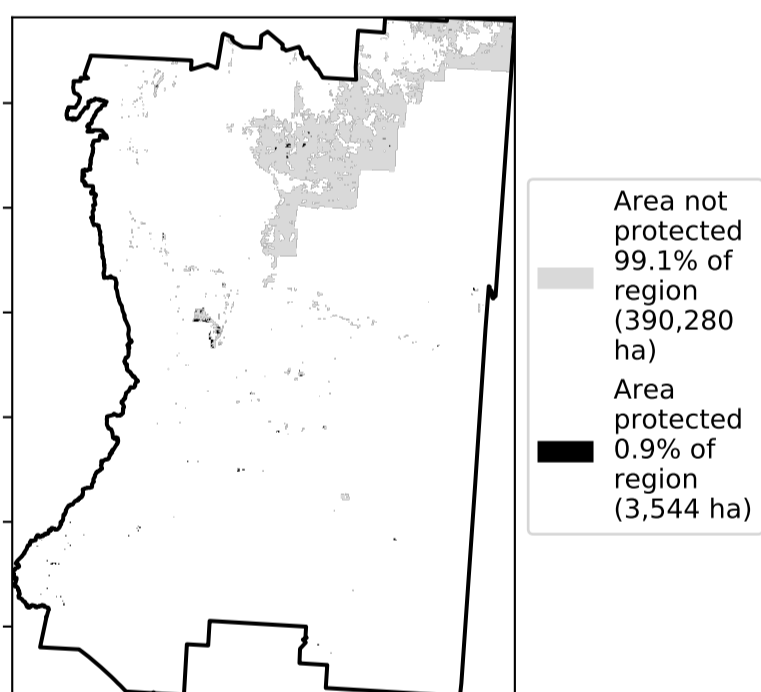 Area not
protected
99.1% of
region
(390,280
ha)
Area
protected
0.9% of
region
(3,544 ha)